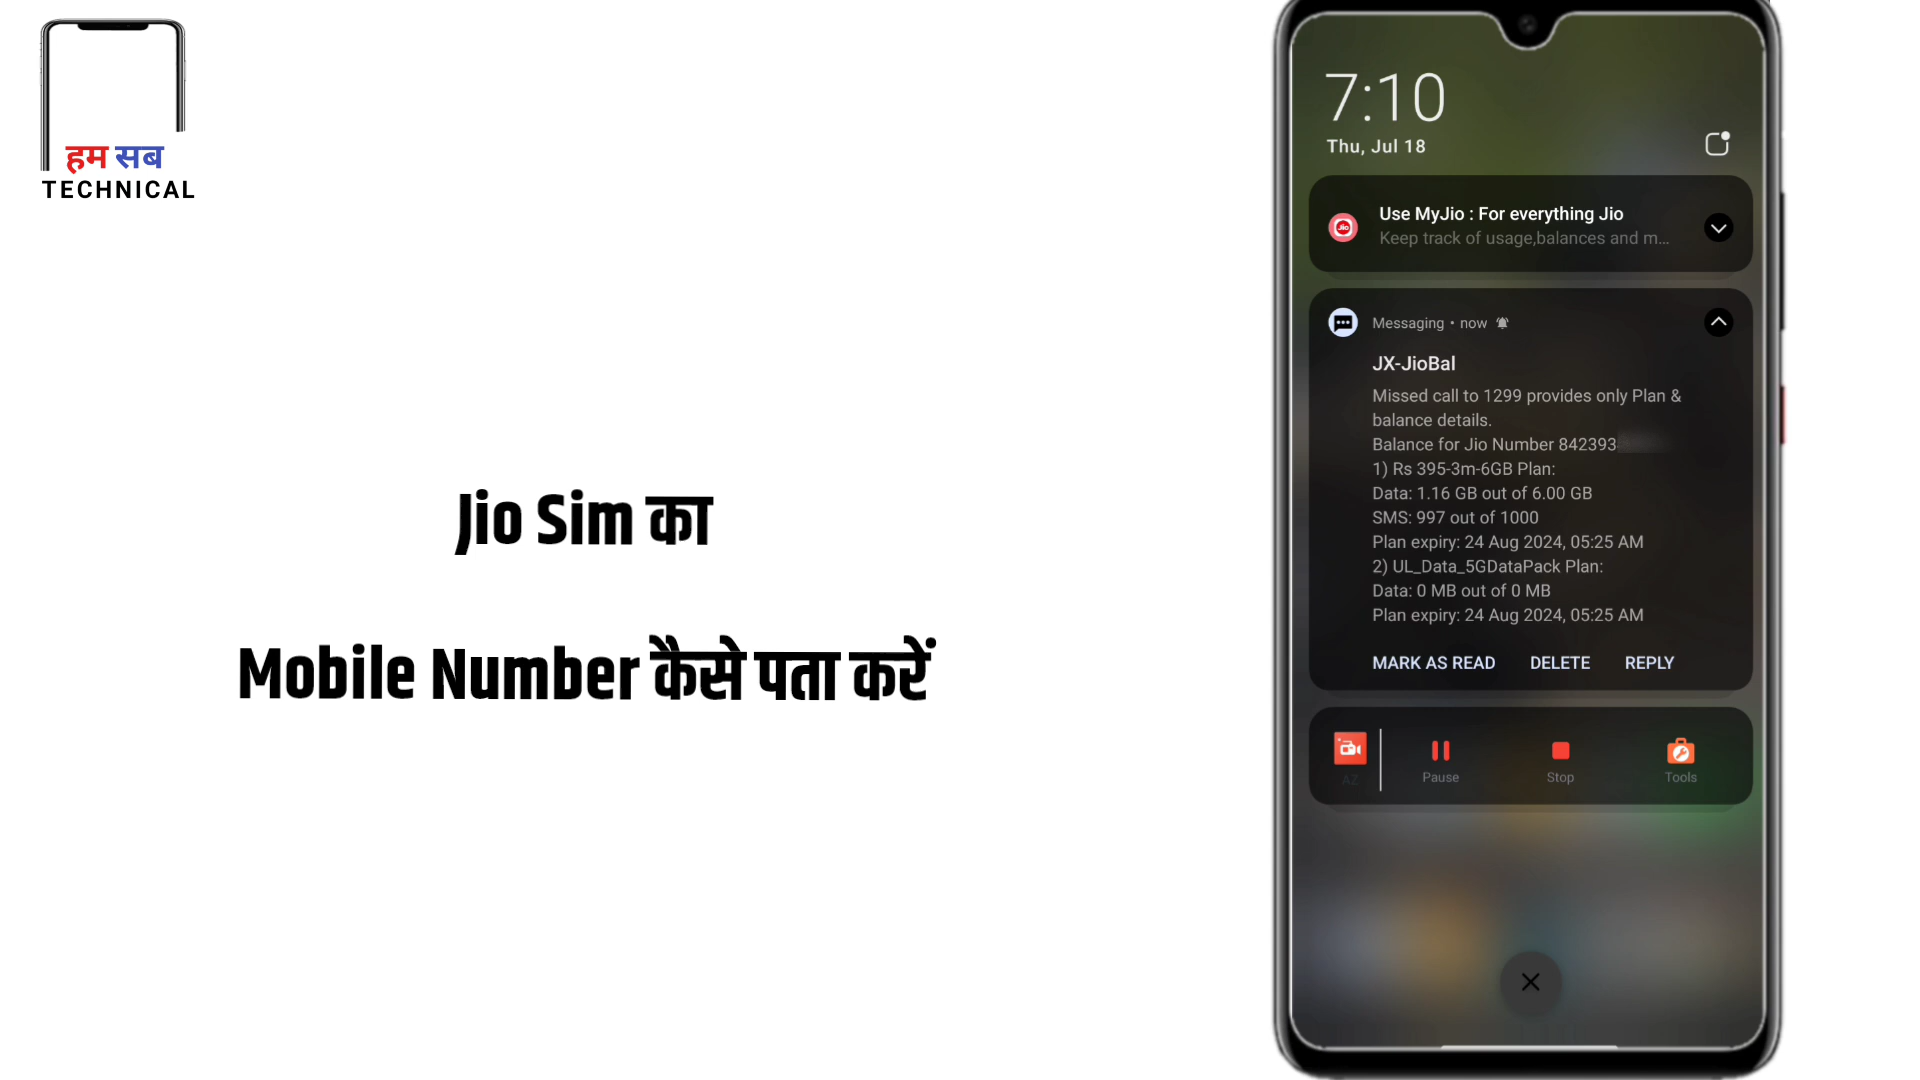 हम सब
TECHNICAL
Jio Sim का
Mobile Number कैसे पता करें
7:10
Thu, Jul 18
Jio
Use MyJio : For everything Jio
Keep track of usage,balances and m...
Messaging • now
JX-JioBal
Missed call to 1299 provides only Plan &
balance details.
Balance for Jio Number 842393
1) Rs 395-3m-6GB Plan:
Data: 1.16 GB out of 6.00 GB
SMS: 997 out of 1000
Plan expiry: 24 Aug 2024, 05:25 AM
2) UL_Data_5GDataPack Plan:
Data: 0 MB out of 0 MB
Plan expiry: 24 Aug 2024, 05:25 AM
MARK AS READ DELETE REPLY
AZ Pause Stop Tools